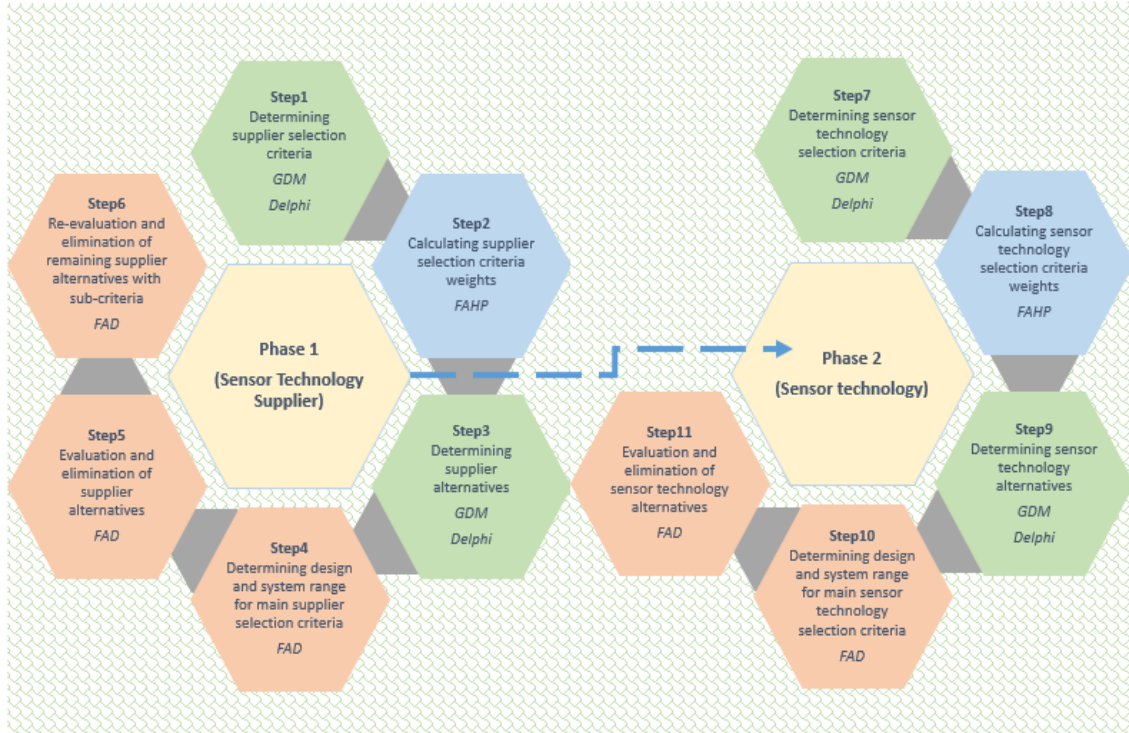 Step1
Determining
supplier selection
criteria
GDM
Delphi
Step2
Calculating supplier
selection criteria
weights
FAHP
Step3
Determining
supplier
alternatives
GDM
Delphi
Step4
Determining design
and system range
for main supplier
selection criteria
FAD
Step5
Evaluation and
elimination of
supplier
alternatives
FAD
Step6
Re-evaluation and
elimination of
remaining supplier
alternatives with
sub-criteria
FAD
Phase 1
(Sensor Technology
Supplier)
Step7
Determining sensor
technology
selection criteria
GDM
Delphi
Step8
Calculating sensor
technology
selection criteria
weights
FAHP
Step9
Determining sensor
technology
alternatives
GDM
Delphi
Step10
Determining design
and system range
for main sensor
technology
selection criteria
FAD
Step11
Evaluation and
elimination of
sensor technology
alternatives
FAD
Phase 2
(Sensor technology)